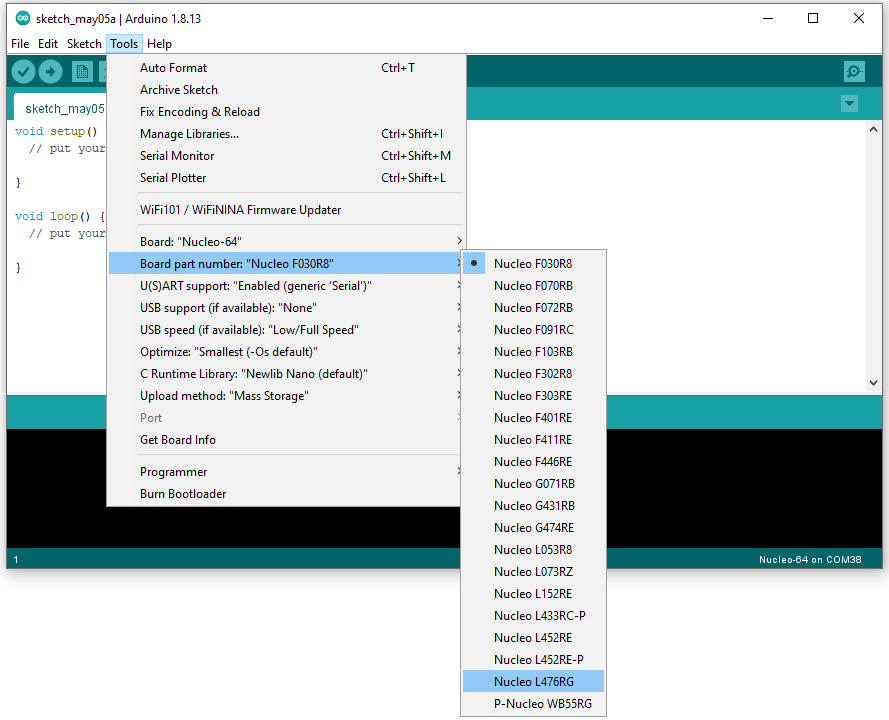 sketch_may05a | Arduino 1.8.13
File Edit Sketch Tools Help
sketch_may05
void setup()
// put your
}
void loop() {
// put your
}
Auto Format Ctrl+T
Archive Sketch
Fix Encoding & Reload
Manage Libraries... Ctrl+Shift+I
Serial Monitor Ctrl+Shift+M
Serial Plotter Ctrl+Shift+L
WiFi101 / WiFiNINA Firmware Updater
Board: "Nucleo-64"
Board part number: "Nucleo F030R8"
U(S)ART support: "Enabled (generic 'Serial')"
USB support (if available): "None"
USB speed (if available): "Low/Full Speed"
Optimize: "Smallest (-Os default)"
C Runtime Library: "Newlib Nano (default)"
Upload method: "Mass Storage"
Port
Get Board Info
Programmer
Burn Bootloader
Nucleo F030R8
Nucleo F070RB
Nucleo F072RB
Nucleo F091RC
Nucleo F103RB
Nucleo F302R8
Nucleo F303RE
Nucleo F401RE
Nucleo F411RE
Nucleo F446RE
Nucleo G071RB
Nucleo G431RB
Nucleo G474RE
Nucleo L053R8
Nucleo L073RZ
Nucleo L152RE
Nucleo L433RC-P
Nucleo L452RE
Nucleo L452RE-P
Nucleo L476RG
P-Nucleo WB55RG
1 Nucleo-64 on COM38